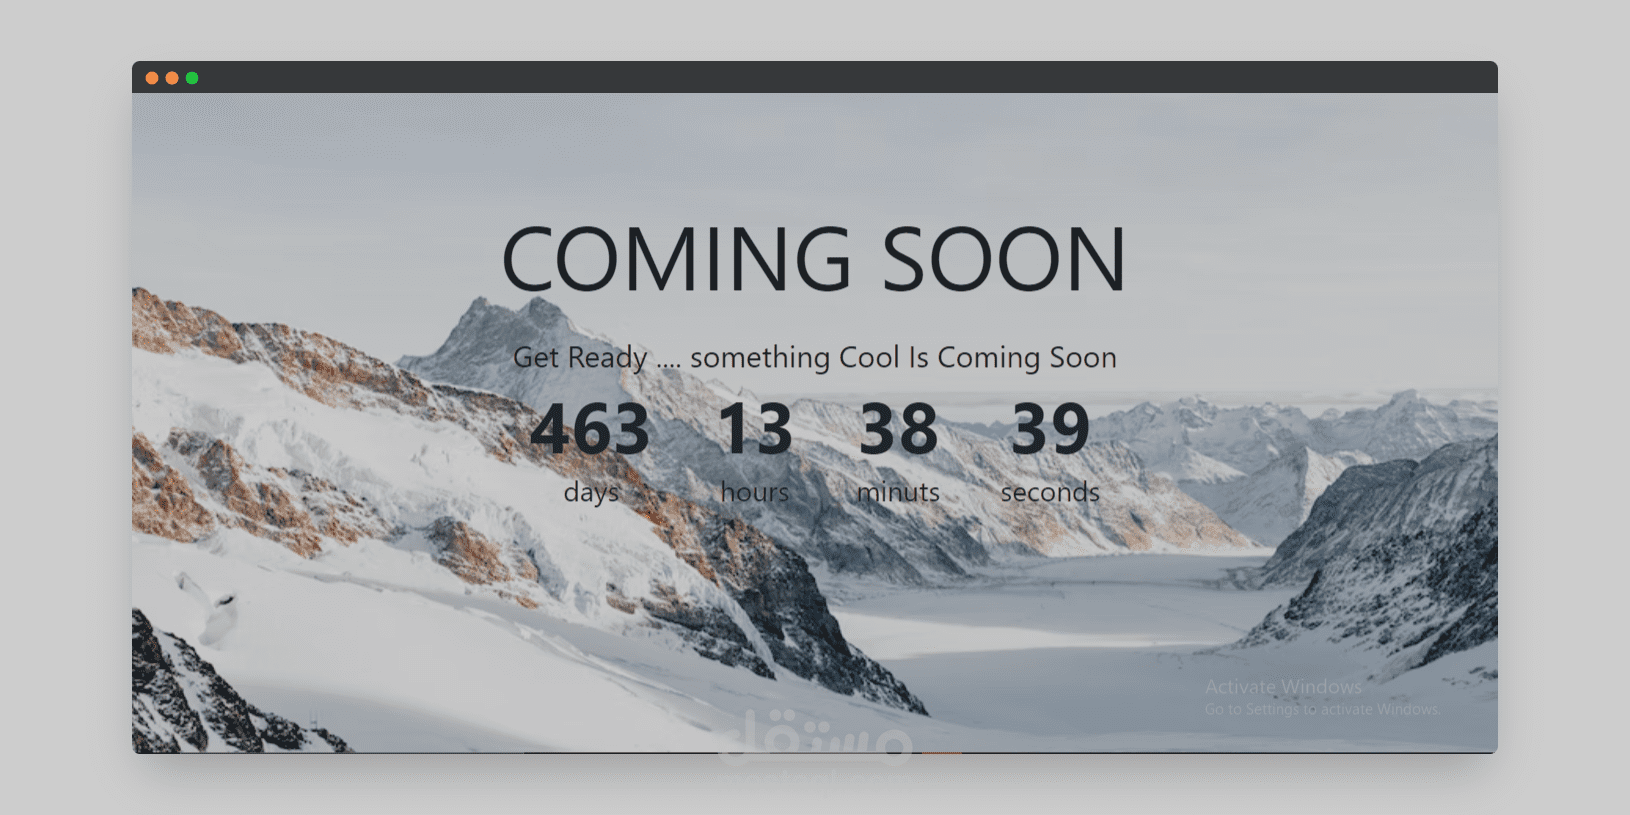 COMING SOON
Get Ready .... something Cool Is Coming Soon
463 13 38 39
days hours minuts seconds
Activate Windows
Go to Settings to activate Windows.
مستقل
mostaql.com